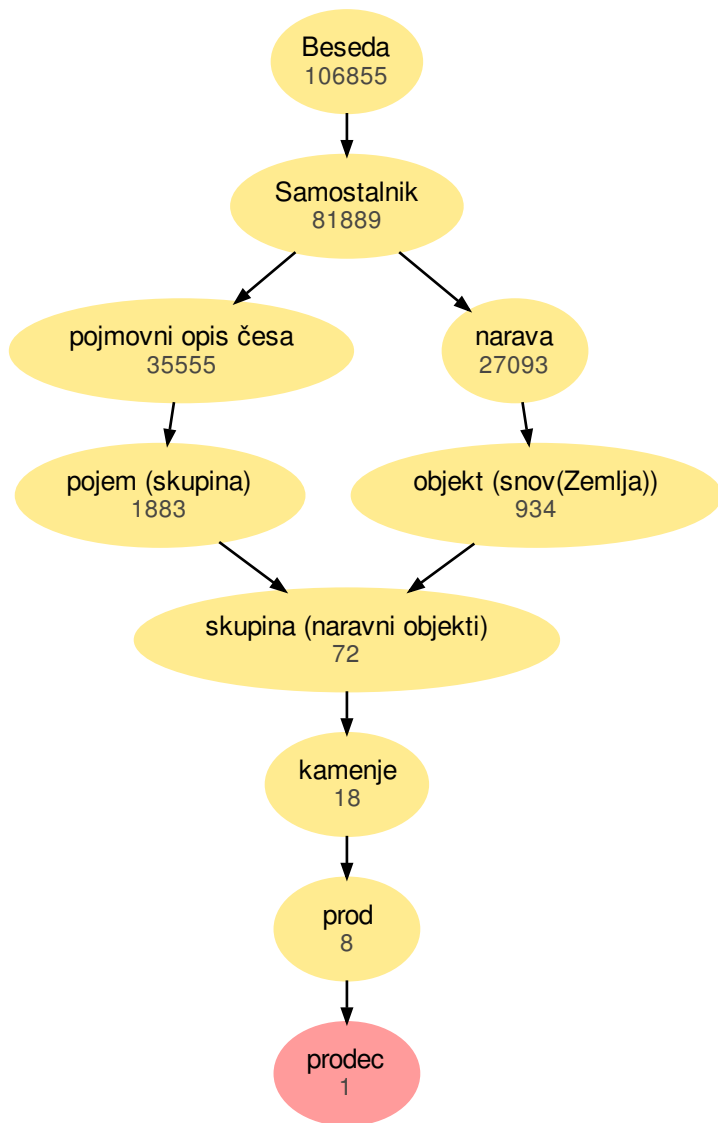 Beseda
106855
Samostalnik
81889
pojmovni opis česa
35555
narava
27093
pojem (skupina)
1883
objekt (snov(Zemlja))
934
skupina (naravni objekti)
72
kamenje
18
prod
8
prodec
1